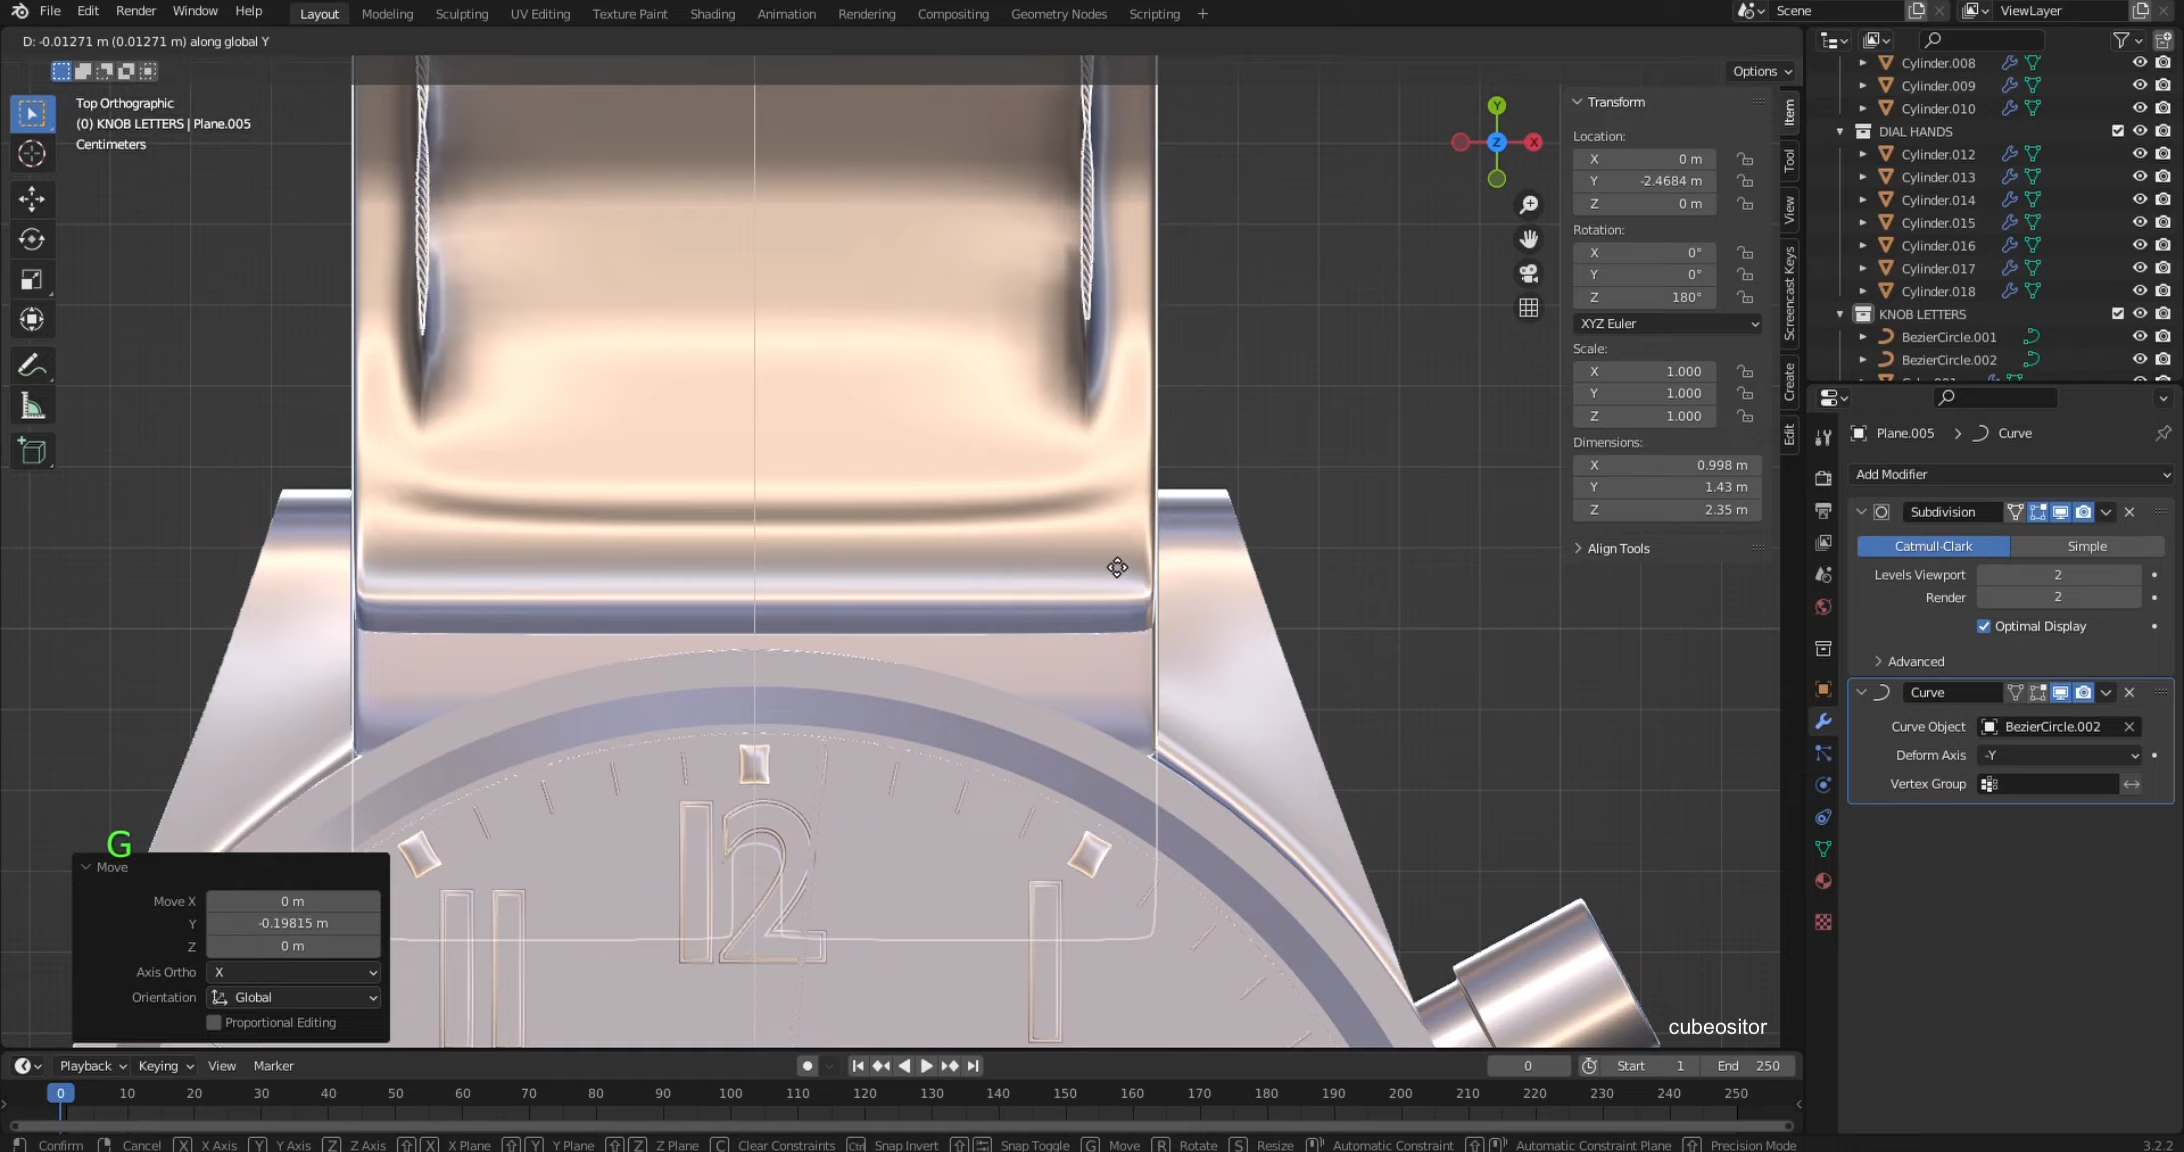 File Edit Render Window Help Layout Modeling Sculpting UV Editing Texture Paint Shading Animation Rendering Compositing Geometry Nodes Scripting + Scene ViewLayer
D: -0.01271 m (0.01271 m) along global Y
Options
Top Orthographic
(0) KNOB LETTERS | Plane.005
Centimeters
Y
Z
X
Transform
Location:
X 0 m
Y -2.4684 m
Z 0 m
Rotation:
X 0°
Y 0°
Z 180°
XYZ Euler
Scale:
X 1.000
Y 1.000
Z 1.000
Dimensions:
X 0.998 m
Y 1.43 m
Z 2.35 m
Align Tools
Item
Tool
View
Screencast Keys
Create
Edit
Cylinder.008
Cylinder.009
Cylinder.010
DIAL HANDS
Cylinder.012
Cylinder.013
Cylinder.014
Cylinder.015
Cylinder.016
Cylinder.017
Cylinder.018
KNOB LETTERS
BezierCircle.001
BezierCircle.002
Plane.005 > Curve
Add Modifier
Subdivision
Catmull-Clark Simple
Levels Viewport 2
Render 2
Optimal Display
Advanced
Curve
Curve Object BezierCircle.002
Deform Axis -Y
Vertex Group
12
G
Move
Move X 0 m
Y -0.19815 m
Z 0 m
Axis Ortho X
Orientation Global
Proportional Editing
cubeositor
Playback Keying View Marker 0 Start 1 End 250
0 10 20 30 40 50 60 70 80 90 100 110 120 130 140 150 160 170 180 190 200 210 220 230 240 250
Confirm Cancel X X Axis Y Y Axis Z Z Axis X X Plane Y Y Plane Z Z Plane C Clear Constraints Ctrl Snap Invert Snap Toggle G Move R Rotate S Resize Automatic Constraint Automatic Constraint Plane Precision Mode 3.2.2